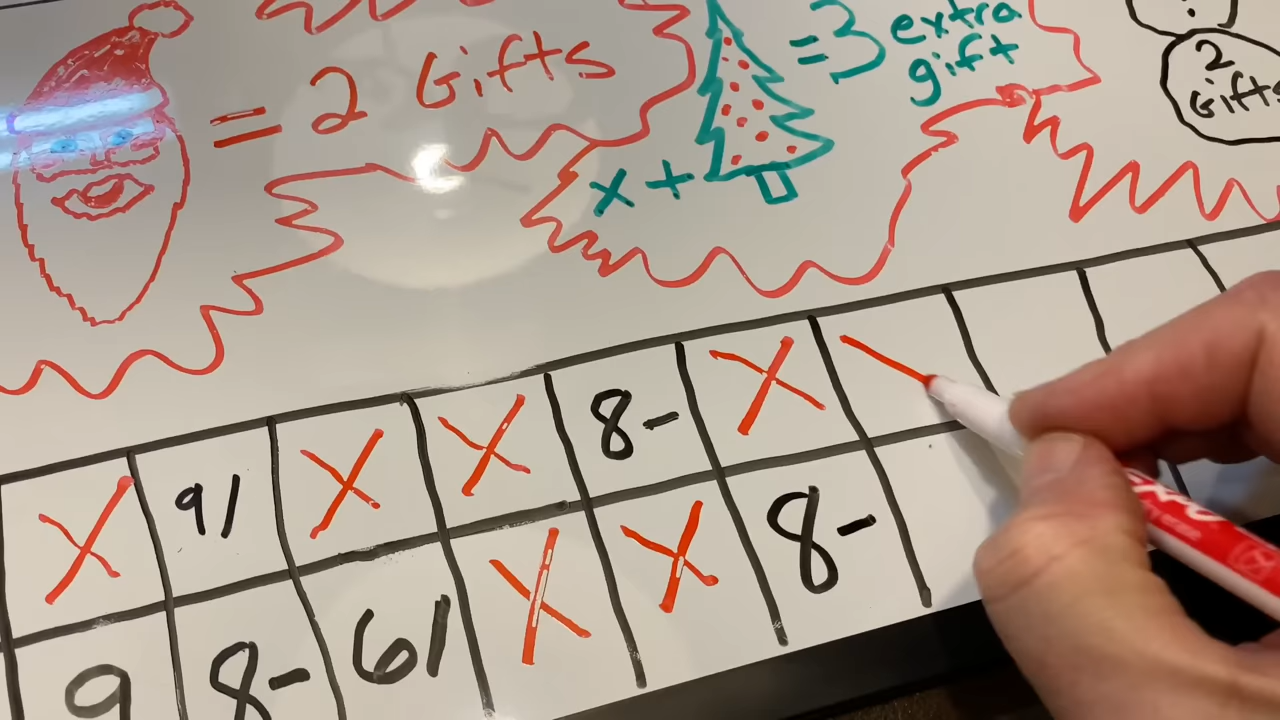 = 2 Gifts
x +
= 3 extra
gift
?
2
Gifts
X 9/ X X 8- X
9 8- 6/ X X 8-